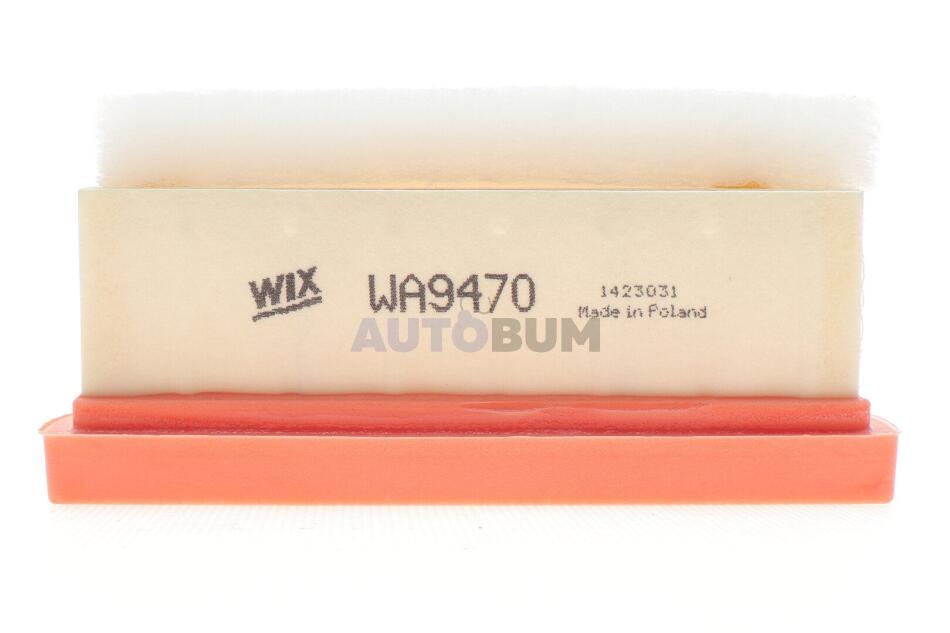 WIX WA9470 1423031
Made in Poland
AUTOBUM